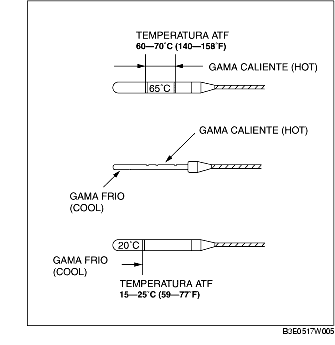 TEMPERATURA ATF
60—70˚C (140—158˚F)
GAMA CALIENTE (HOT)
65˚C
GAMA CALIENTE (HOT)
GAMA FRIO
(COOL)
20˚C
GAMA FRIO
(COOL)
TEMPERATURA ATF
15—25˚C (59—77˚F)
B3E0517W005